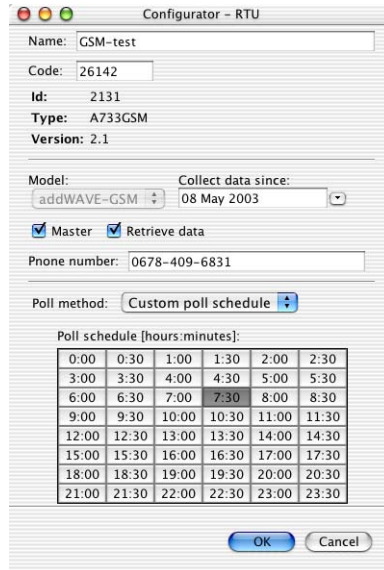 Configurator - RTU
Name: GSM-test
Code: 26142
Id: 2131
Type: A733GSM
Version: 2.1
Model: Collect data since:
addWAVE-GSM 08 May 2003
Master Retrieve data
Pnone number: 0678-409-6831
Poll method: Custom poll schedule
Poll schedule [hours:minutes]:
0:00 0:30 1:00 1:30 2:00 2:30
3:00 3:30 4:00 4:30 5:00 5:30
6:00 6:30 7:00 7:30 8:00 8:30
9:00 9:30 10:00 10:30 11:00 11:30
12:00 12:30 13:00 13:30 14:00 14:30
15:00 15:30 16:00 16:30 17:00 17:30
18:00 18:30 19:00 19:30 20:00 20:30
21:00 21:30 22:00 22:30 23:00 23:30
OK Cancel